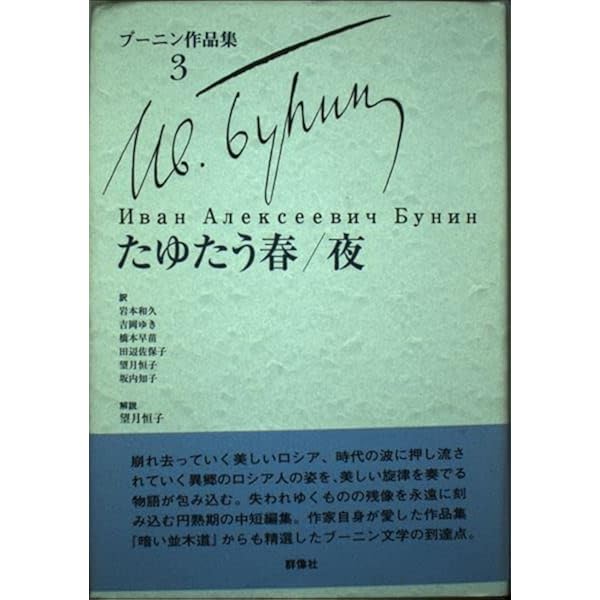 ブーニン作品集
3
Ив. Бунин
Иван Алексеевич Бунин
たゆたう春/夜
訳
岩本和久
吉岡ゆき
橋本早苗
田辺佐保子
望月恒子
坂内知子
解説
望月恒子
崩れ去っていく美しいロシア、時代の波に押し流さ
れていく異郷のロシア人の姿を、美しい旋律を奏でる
物語が包み込む。失われゆくものの残像を永遠に刻
み込む円熟期の中短編集。作家自身が愛した作品集
『暗い並木道』からも精選したブーニン文学の到達点。
群像社